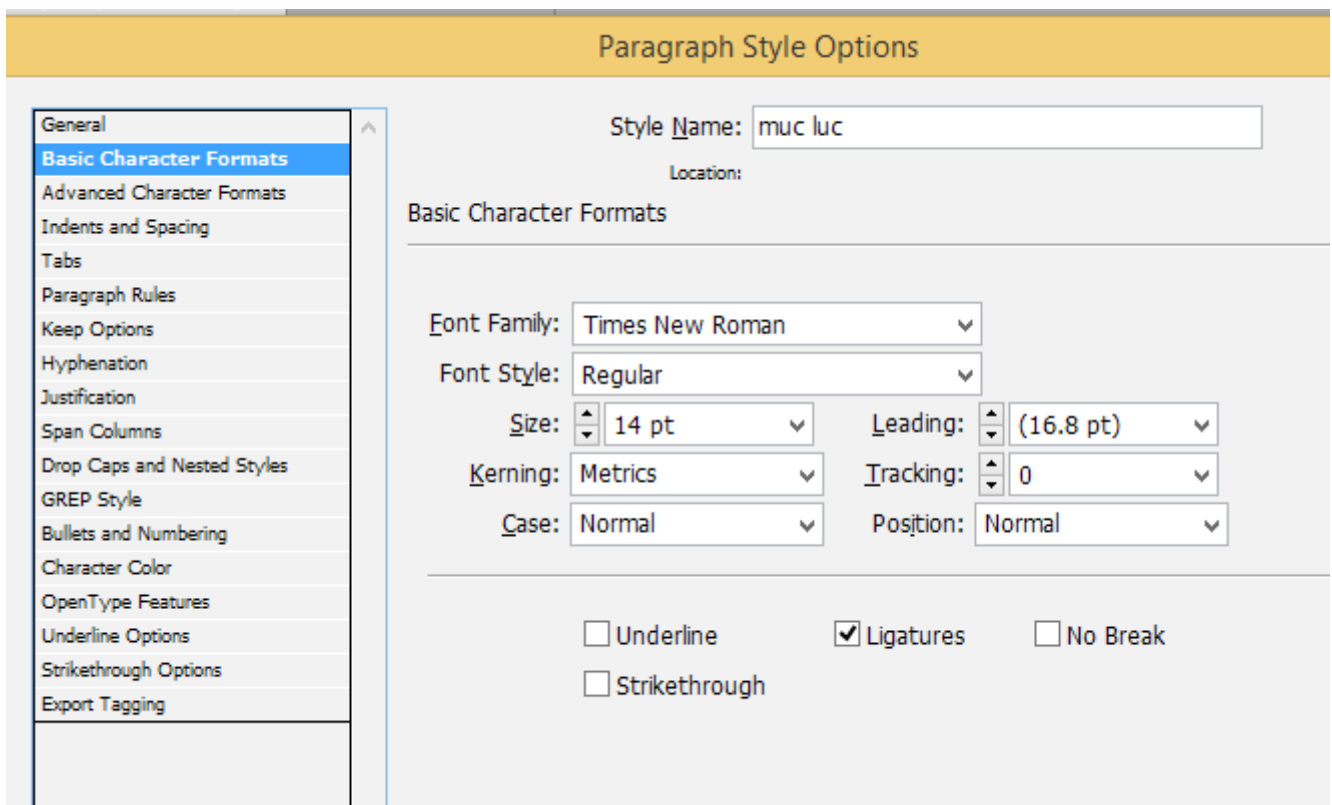 Paragraph Style Options
General
Basic Character Formats
Advanced Character Formats
Indents and Spacing
Tabs
Paragraph Rules
Keep Options
Hyphenation
Justification
Span Columns
Drop Caps and Nested Styles
GREP Style
Bullets and Numbering
Character Color
OpenType Features
Underline Options
Strikethrough Options
Export Tagging
Style Name: muc luc
Location:
Basic Character Formats
Font Family: Times New Roman
Font Style: Regular
Size: 14 pt Leading: (16.8 pt)
Kerning: Metrics Tracking: 0
Case: Normal Position: Normal
Underline Ligatures No Break
Strikethrough